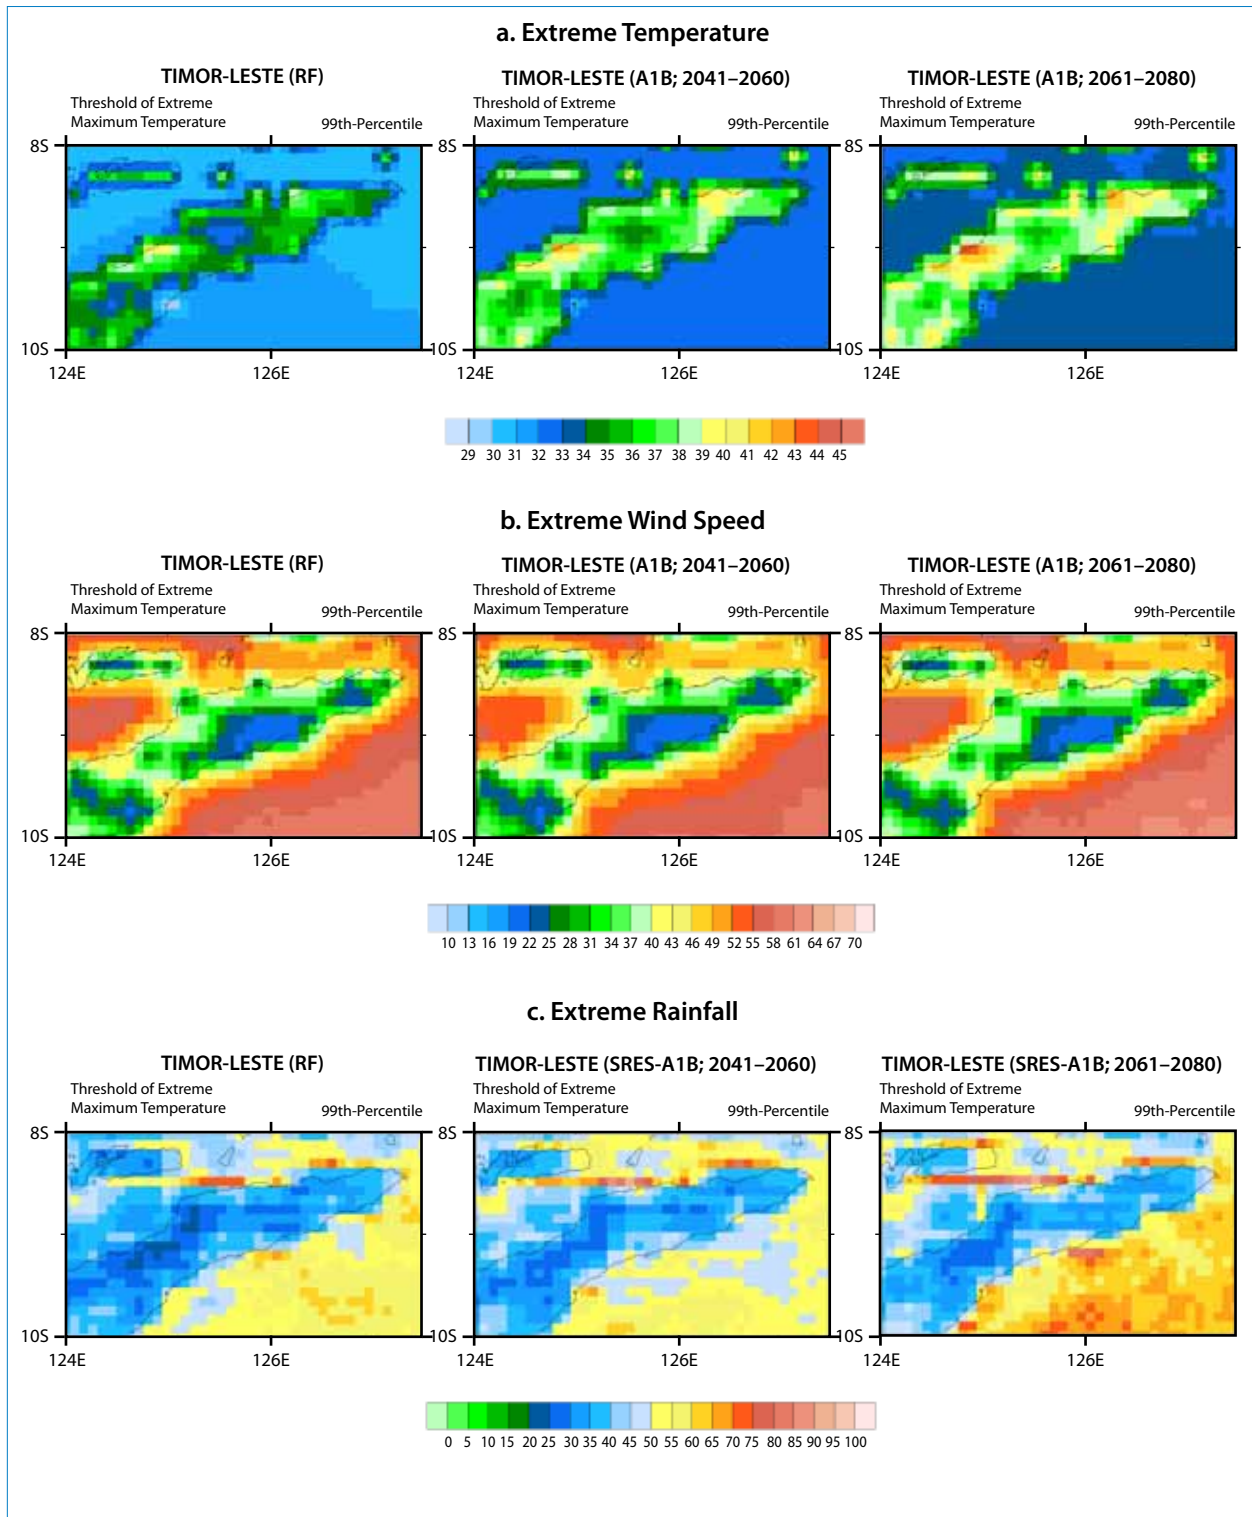 a. Extreme Temperature
TIMOR-LESTE (RF)
Threshold of Extreme
Maximum Temperature 99th-Percentile
TIMOR-LESTE (A1B; 2041–2060)
Threshold of Extreme
Maximum Temperature 99th-Percentile
TIMOR-LESTE (A1B; 2061–2080)
Threshold of Extreme
Maximum Temperature 99th-Percentile
8S 8S 8S
10S 10S 10S
124E 126E 124E 126E 124E 126E
29 30 31 32 33 34 35 36 37 38 39 40 41 42 43 44 45
b. Extreme Wind Speed
TIMOR-LESTE (RF)
Threshold of Extreme
Maximum Temperature 99th-Percentile
TIMOR-LESTE (A1B; 2041–2060)
Threshold of Extreme
Maximum Temperature 99th-Percentile
TIMOR-LESTE (A1B; 2061–2080)
Threshold of Extreme
Maximum Temperature 99th-Percentile
8S 8S 8S
10S 10S 10S
124E 126E 124E 126E 124E 126E
10 13 16 19 22 25 28 31 34 37 40 43 46 49 52 55 58 61 64 67 70
c. Extreme Rainfall
TIMOR-LESTE (RF)
Threshold of Extreme
Maximum Temperature 99th-Percentile
TIMOR-LESTE (SRES-A1B; 2041–2060)
Threshold of Extreme
Maximum Temperature 99th-Percentile
TIMOR-LESTE (SRES-A1B; 2061–2080)
Threshold of Extreme
Maximum Temperature 99th-Percentile
8S 8S 8S
10S 10S 10S
124E 126E 124E 126E 124E 126E
0 5 10 15 20 25 30 35 40 45 50 55 60 65 70 75 80 85 90 95 100